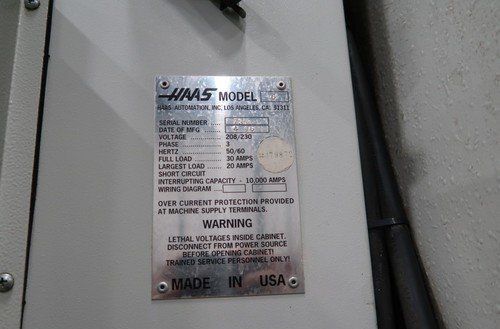 HAAS MODEL
HAAS AUTOMATION, INC. LOS ANGELES, CA. 91311
SERIAL NUMBER
DATE OF MFG
VOLTAGE 208/230
PHASE 3
HERTZ 50/60
FULL LOAD 30 AMPS
LARGEST LOAD 20 AMPS
SHORT CIRCUIT
INTERRUPTING CAPACITY - 10,000 AMPS
WIRING DIAGRAM
OVER CURRENT PROTECTION PROVIDED
AT MACHINE SUPPLY TERMINALS.
WARNING
LETHAL VOLTAGES INSIDE CABINET.
DISCONNECT FROM POWER SOURCE
BEFORE OPENING CABINET!
TRAINED SERVICE PERSONNEL ONLY!
MADE IN USA